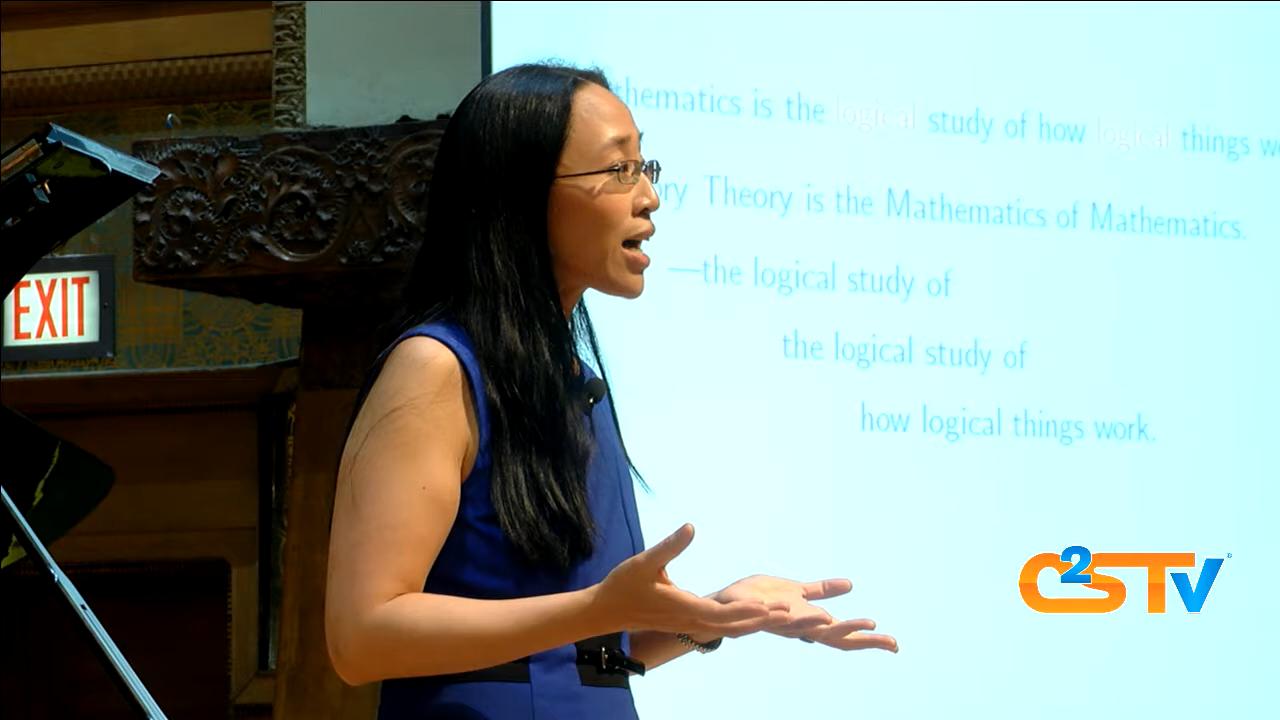 thematics is the logical study of how logical things wo
ory Theory is the Mathematics of Mathematics.
—the logical study of
the logical study of
how logical things work.
EXIT
C2STV